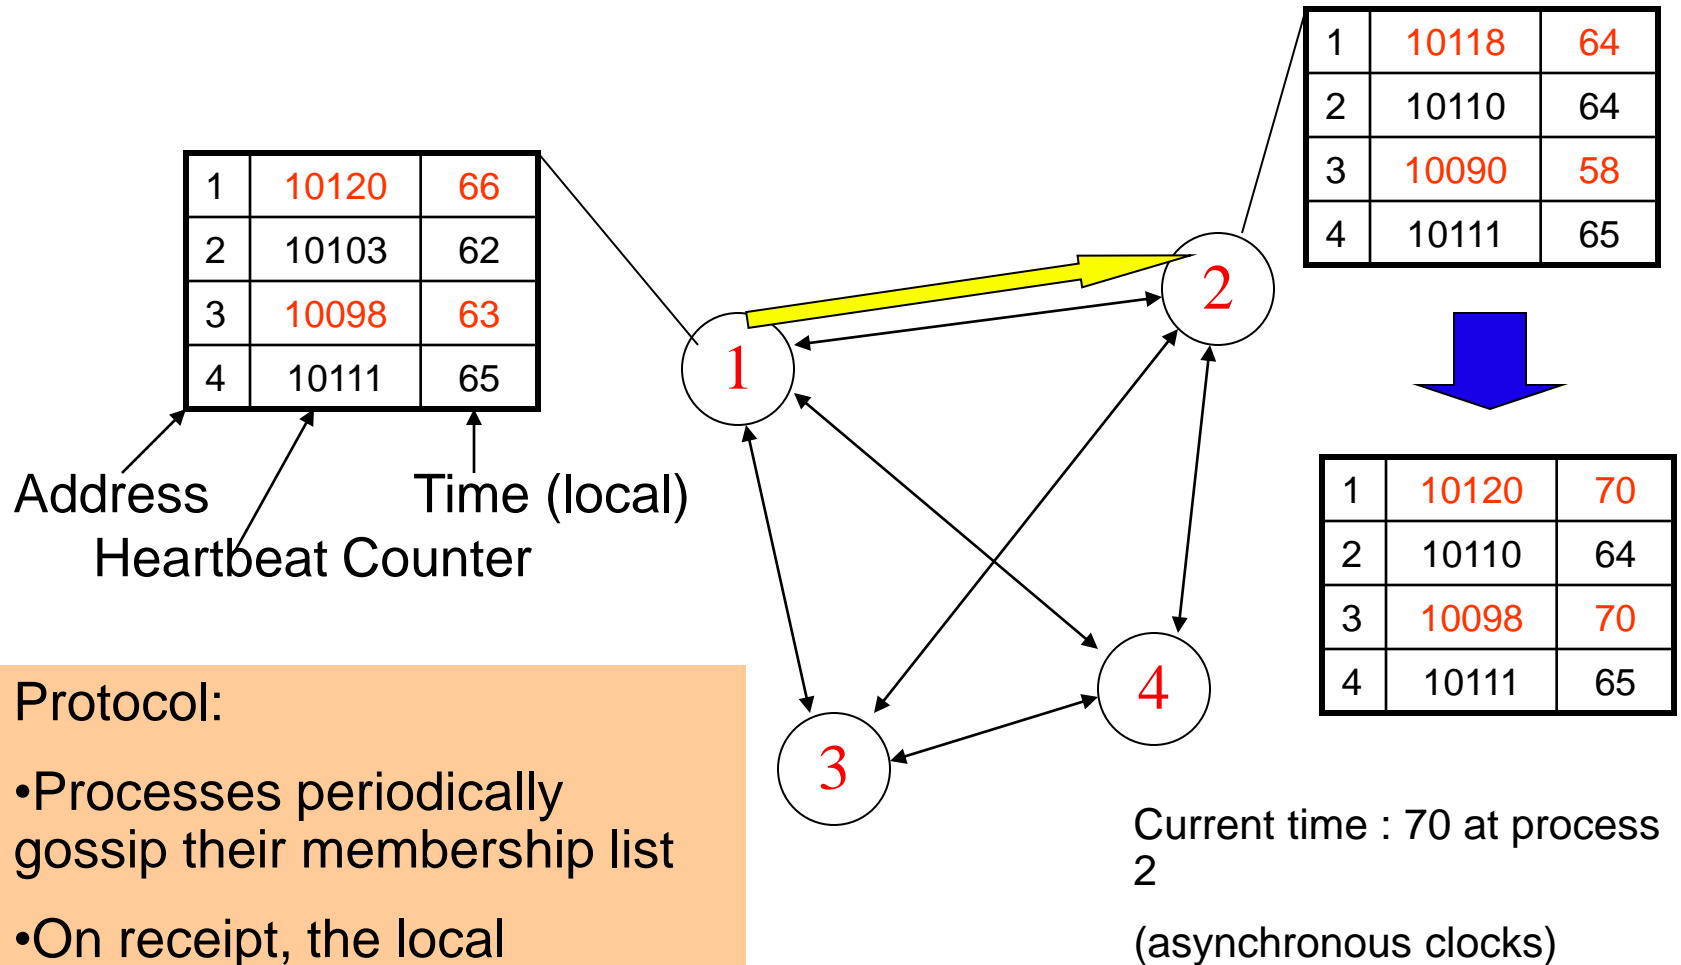 1 10118 64
2 10110 64
3 10090 58
4 10111 65
1 10120 66
2 10103 62
3 10098 63
4 10111 65
2
1
Address
Time (local)
Heartbeat Counter
1 10120 70
2 10110 64
3 10098 70
4 10111 65
4
3
Protocol:
•Processes periodically
gossip their membership list
•On receipt, the local
Current time : 70 at process
2
(asynchronous clocks)